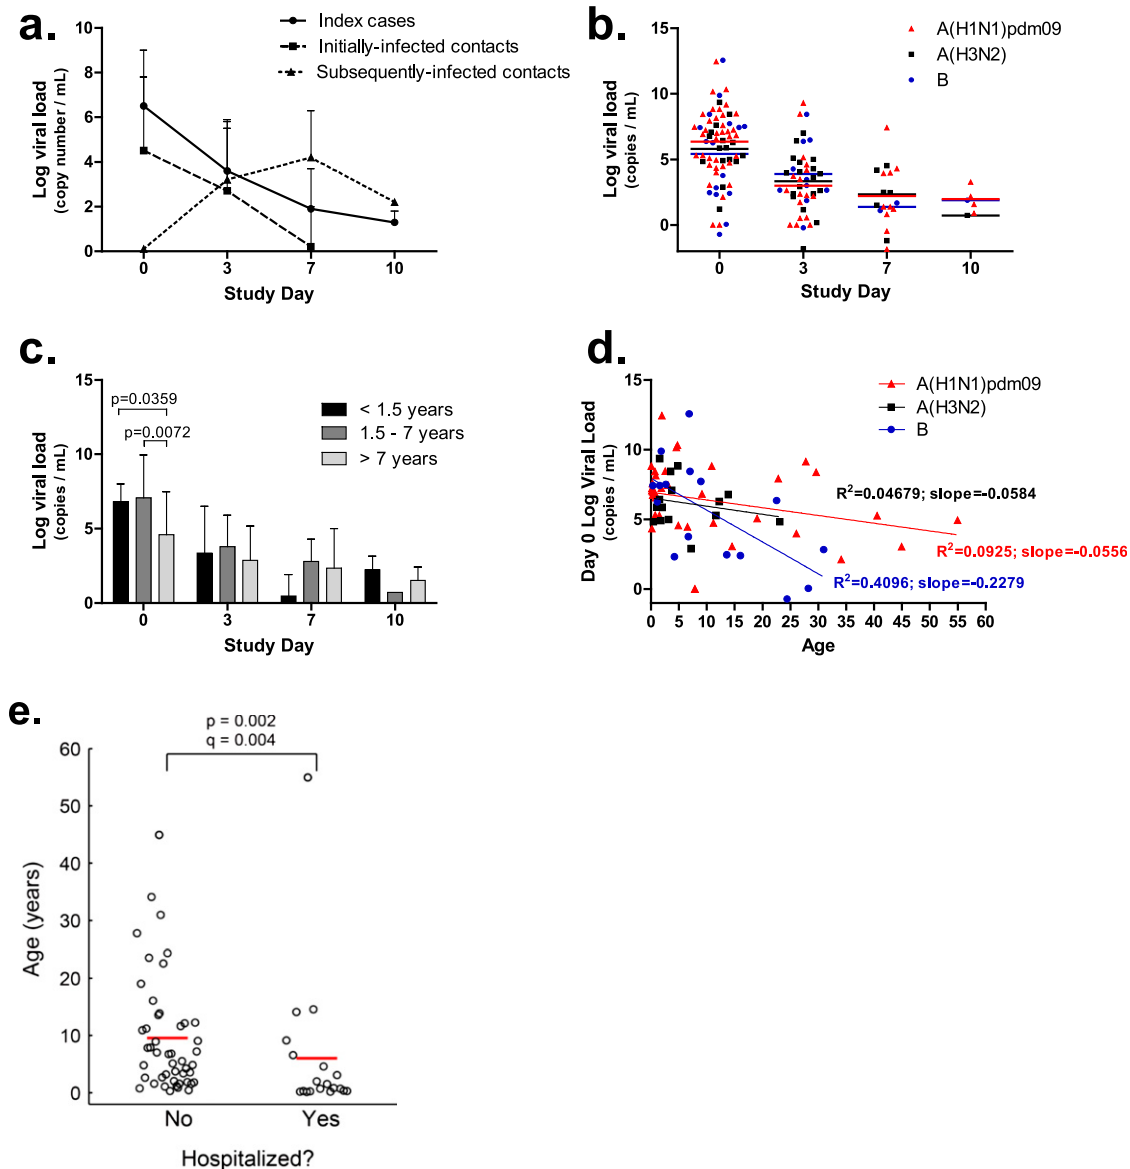 a.
Index cases
Initially-infected contacts
Subsequently-infected contacts
Log viral load
(copy number / mL)
10
8
6
4
2
0
0 3 7 10
Study Day
b.
A(H1N1)pdm09
A(H3N2)
B
Log viral load
(copies / mL)
15
10
5
0
0 3 7 10
Study Day
c.
p=0.0359
p=0.0072
< 1.5 years
1.5 - 7 years
> 7 years
Log viral load
(copies / mL)
15
10
5
0
0 3 7 10
Study Day
d.
A(H1N1)pdm09
A(H3N2)
B
Day 0 Log Viral Load
(copies / mL)
15
10
5
0
R²=0.04679; slope=-0.0584
R²=0.0925; slope=-0.0556
R²=0.4096; slope=-0.2279
0 5 10 15 20 25 30 35 40 45 50 55 60
Age
e.
p = 0.002
q = 0.004
Age (years)
60
50
40
30
20
10
0
No Yes
Hospitalized?